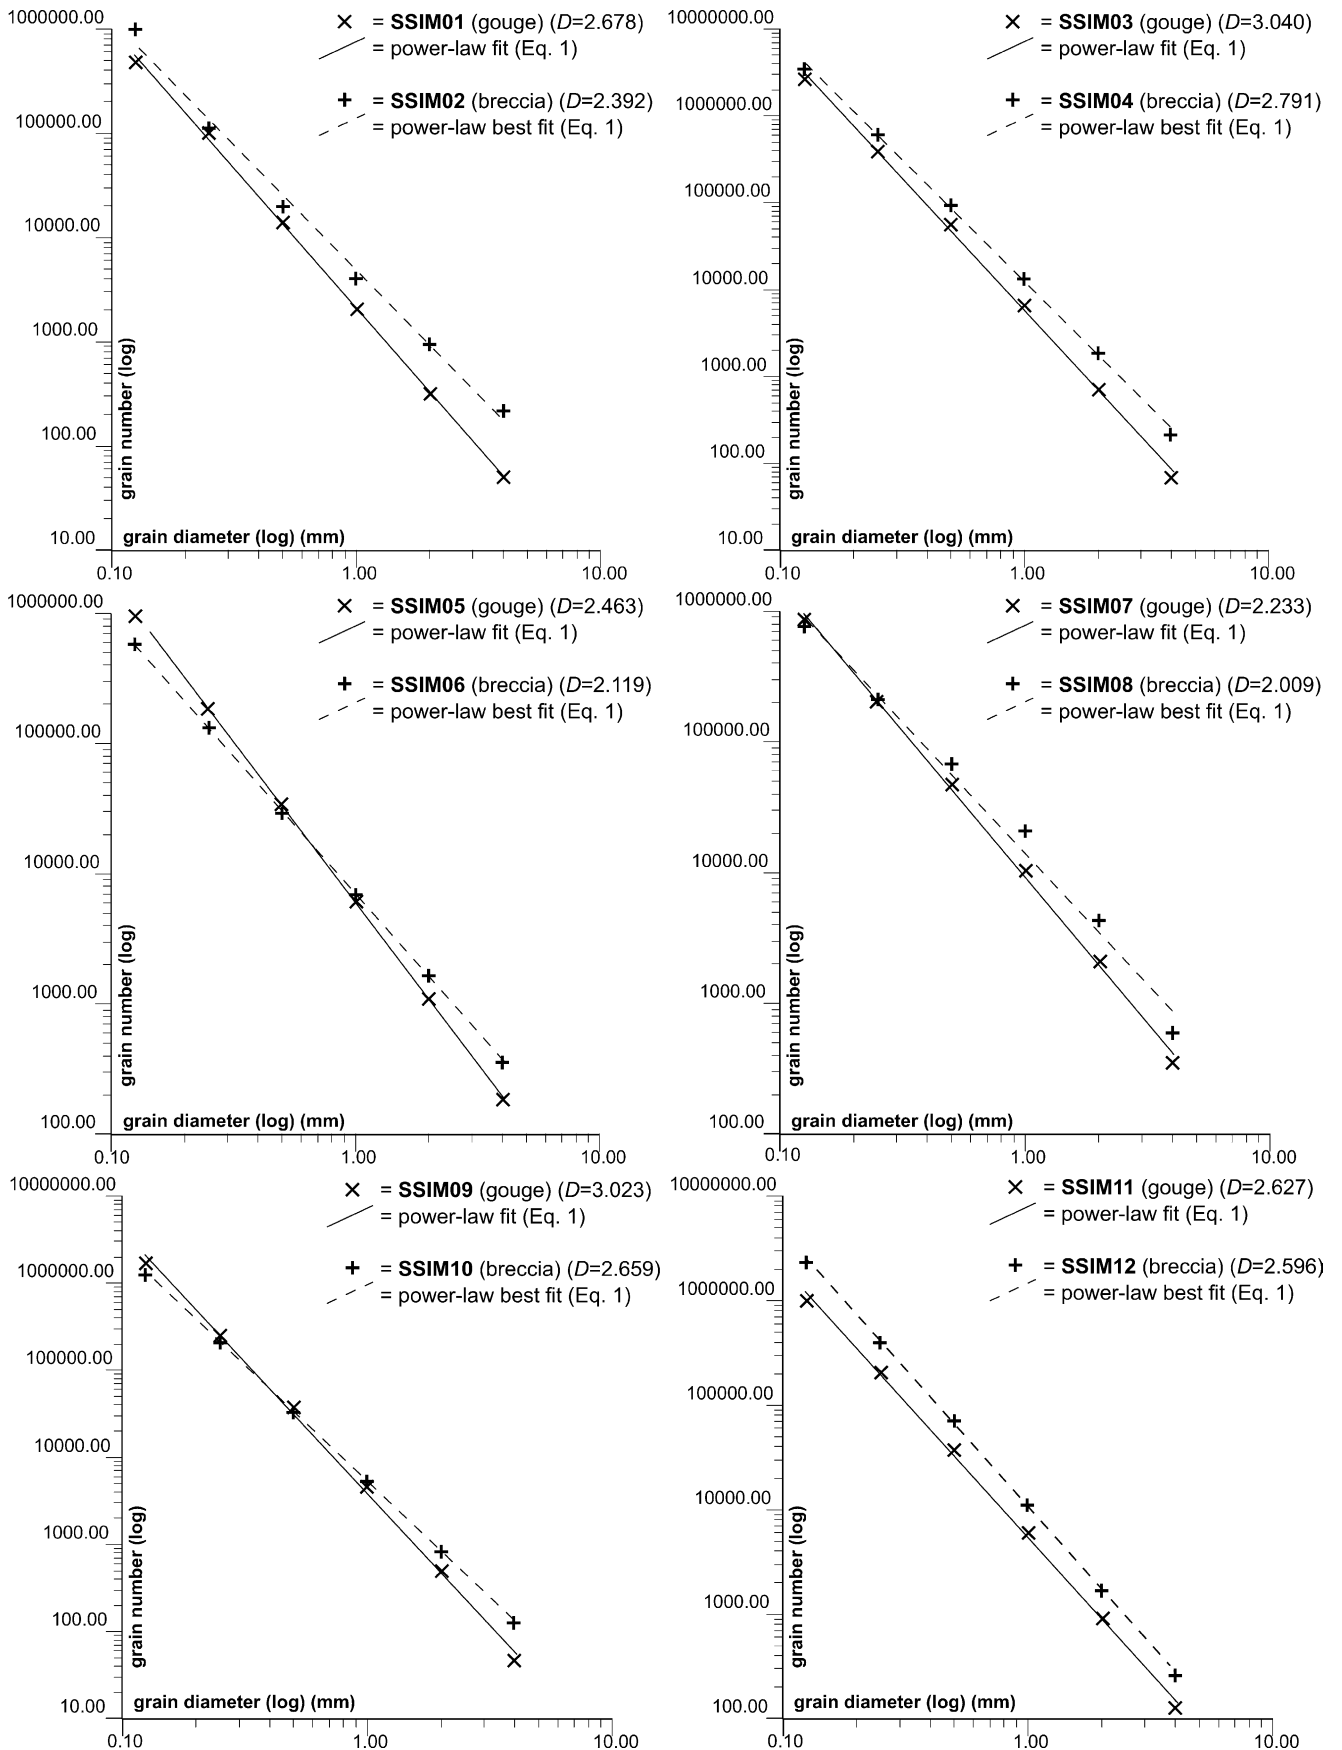 1000000.00
100000.00
10000.00
1000.00
100.00
10.00
grain number (log)
grain diameter (log) (mm)
0.10 1.00 10.00
= SSIM01 (gouge) (D=2.678)
= power-law fit (Eq. 1)
= SSIM02 (breccia) (D=2.392)
= power-law best fit (Eq. 1)
10000000.00
1000000.00
100000.00
10000.00
1000.00
100.00
10.00
grain number (log)
grain diameter (log) (mm)
0.10 1.00 10.00
= SSIM03 (gouge) (D=3.040)
= power-law fit (Eq. 1)
= SSIM04 (breccia) (D=2.791)
= power-law best fit (Eq. 1)
1000000.00
100000.00
10000.00
1000.00
100.00
grain number (log)
grain diameter (log) (mm)
0.10 1.00 10.00
= SSIM05 (gouge) (D=2.463)
= power-law fit (Eq. 1)
= SSIM06 (breccia) (D=2.119)
= power-law best fit (Eq. 1)
1000000.00
100000.00
10000.00
1000.00
100.00
grain number (log)
grain diameter (log) (mm)
0.10 1.00 10.00
= SSIM07 (gouge) (D=2.233)
= power-law fit (Eq. 1)
= SSIM08 (breccia) (D=2.009)
= power-law best fit (Eq. 1)
10000000.00
1000000.00
100000.00
10000.00
1000.00
100.00
10.00
grain number (log)
grain diameter (log) (mm)
0.10 1.00 10.00
= SSIM09 (gouge) (D=3.023)
= power-law fit (Eq. 1)
= SSIM10 (breccia) (D=2.659)
= power-law best fit (Eq. 1)
10000000.00
1000000.00
100000.00
10000.00
1000.00
100.00
grain number (log)
grain diameter (log) (mm)
0.10 1.00 10.00
= SSIM11 (gouge) (D=2.627)
= power-law fit (Eq. 1)
= SSIM12 (breccia) (D=2.596)
= power-law best fit (Eq. 1)